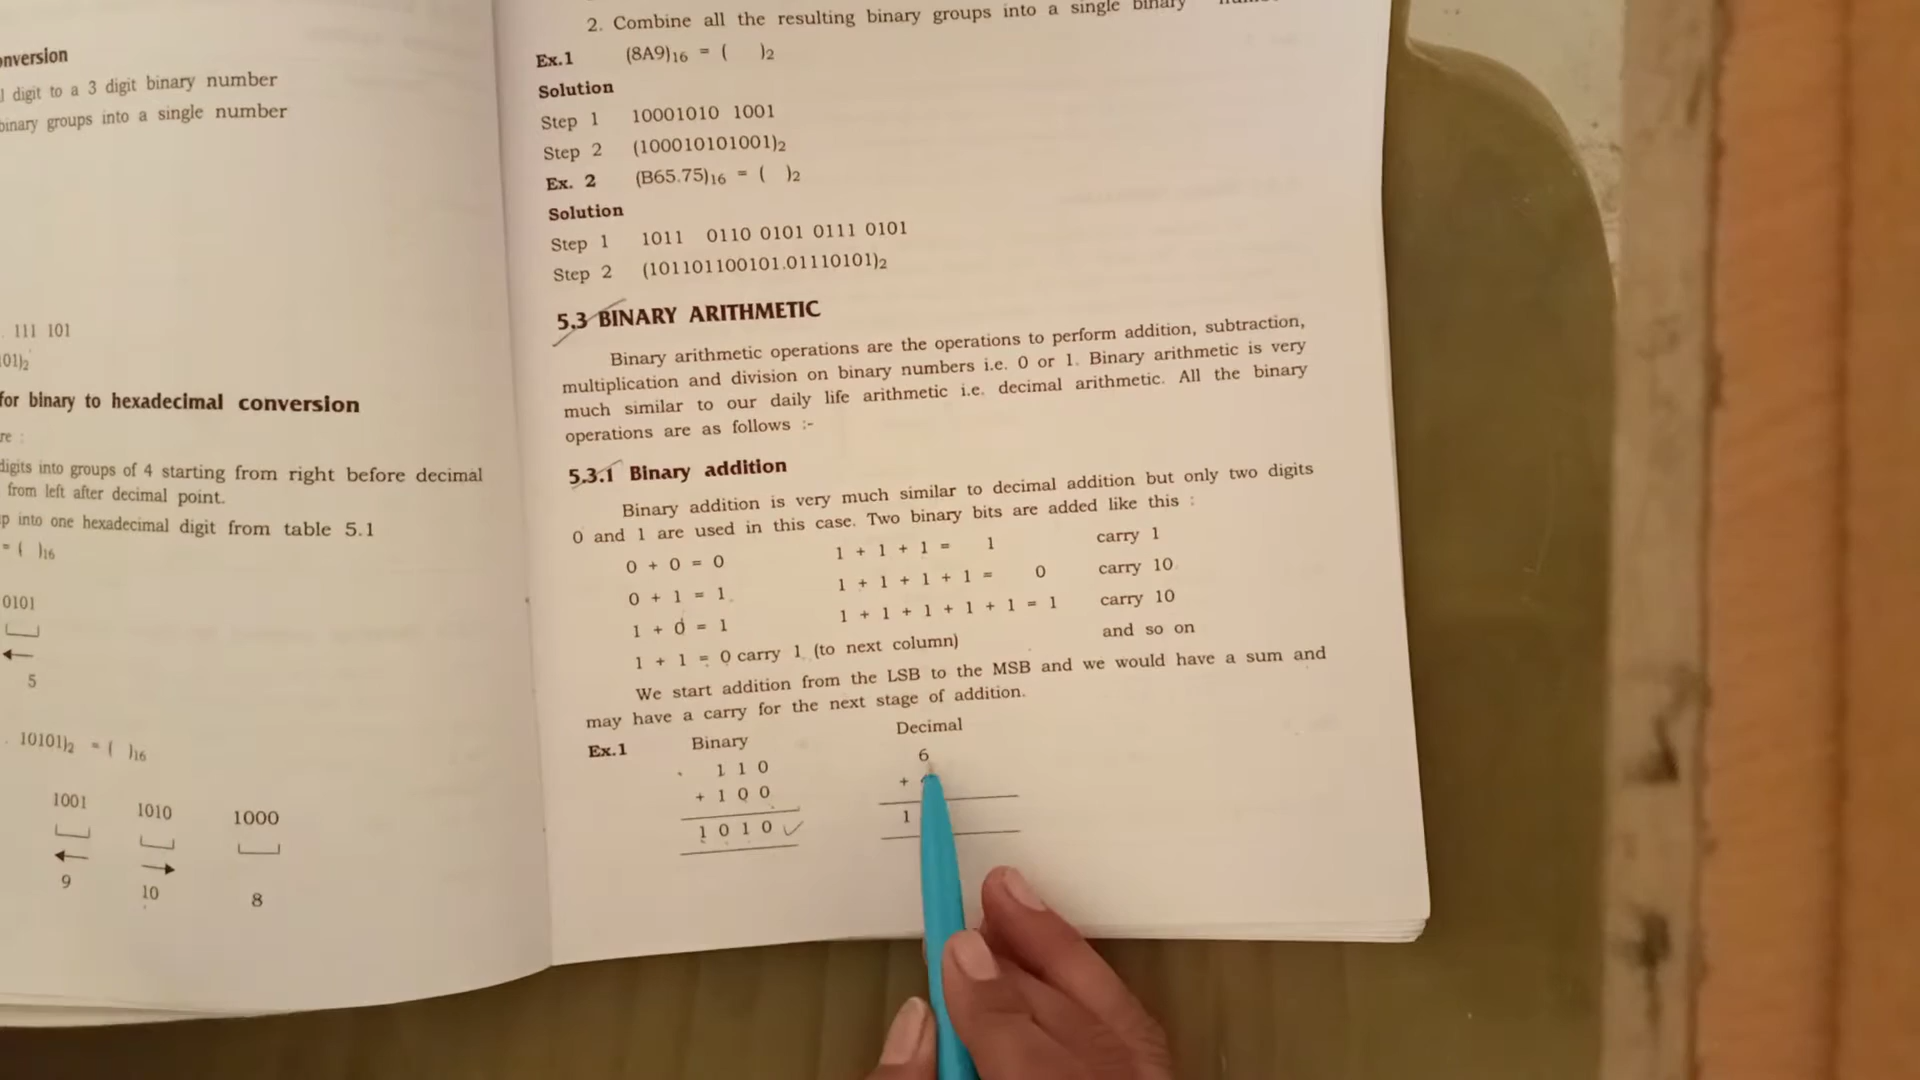 onversion
l digit to a 3 digit binary number
binary groups into a single number
. 111 101
01)2
for binary to hexadecimal conversion
re :
digits into groups of 4 starting from right before decimal
from left after decimal point.
p into one hexadecimal digit from table 5.1
= ( )16
0101
5
. 10101)2 = ( )16
1001 1010 1000
9 10 8
2. Combine all the resulting binary groups into a single binary
Ex.1 (8A9)16 = ( )2
Solution
Step 1 10001010 1001
Step 2 (100010101001)2
Ex. 2 (B65.75)16 = ( )2
Solution
Step 1 1011 0110 0101 0111 0101
Step 2 (101101100101.01110101)2
5.3 BINARY ARITHMETIC
Binary arithmetic operations are the operations to perform addition, subtraction,
multiplication and division on binary numbers i.e. 0 or 1. Binary arithmetic is very
much similar to our daily life arithmetic i.e. decimal arithmetic. All the binary
operations are as follows :-
5.3.1 Binary addition
Binary addition is very much similar to decimal addition but only two digits
0 and 1 are used in this case. Two binary bits are added like this :
0 + 0 = 0 1 + 1 + 1 = 1 carry 1
0 + 1 = 1 1 + 1 + 1 + 1 = 0 carry 10
1 + 0 = 1 1 + 1 + 1 + 1 + 1 = 1 carry 10
1 + 1 = 0 carry 1 (to next column) and so on
We start addition from the LSB to the MSB and we would have a sum and
may have a carry for the next stage of addition.
Ex.1 Binary Decimal
1 1 0 6
+ 1 0 0 +
1 0 1 0 1